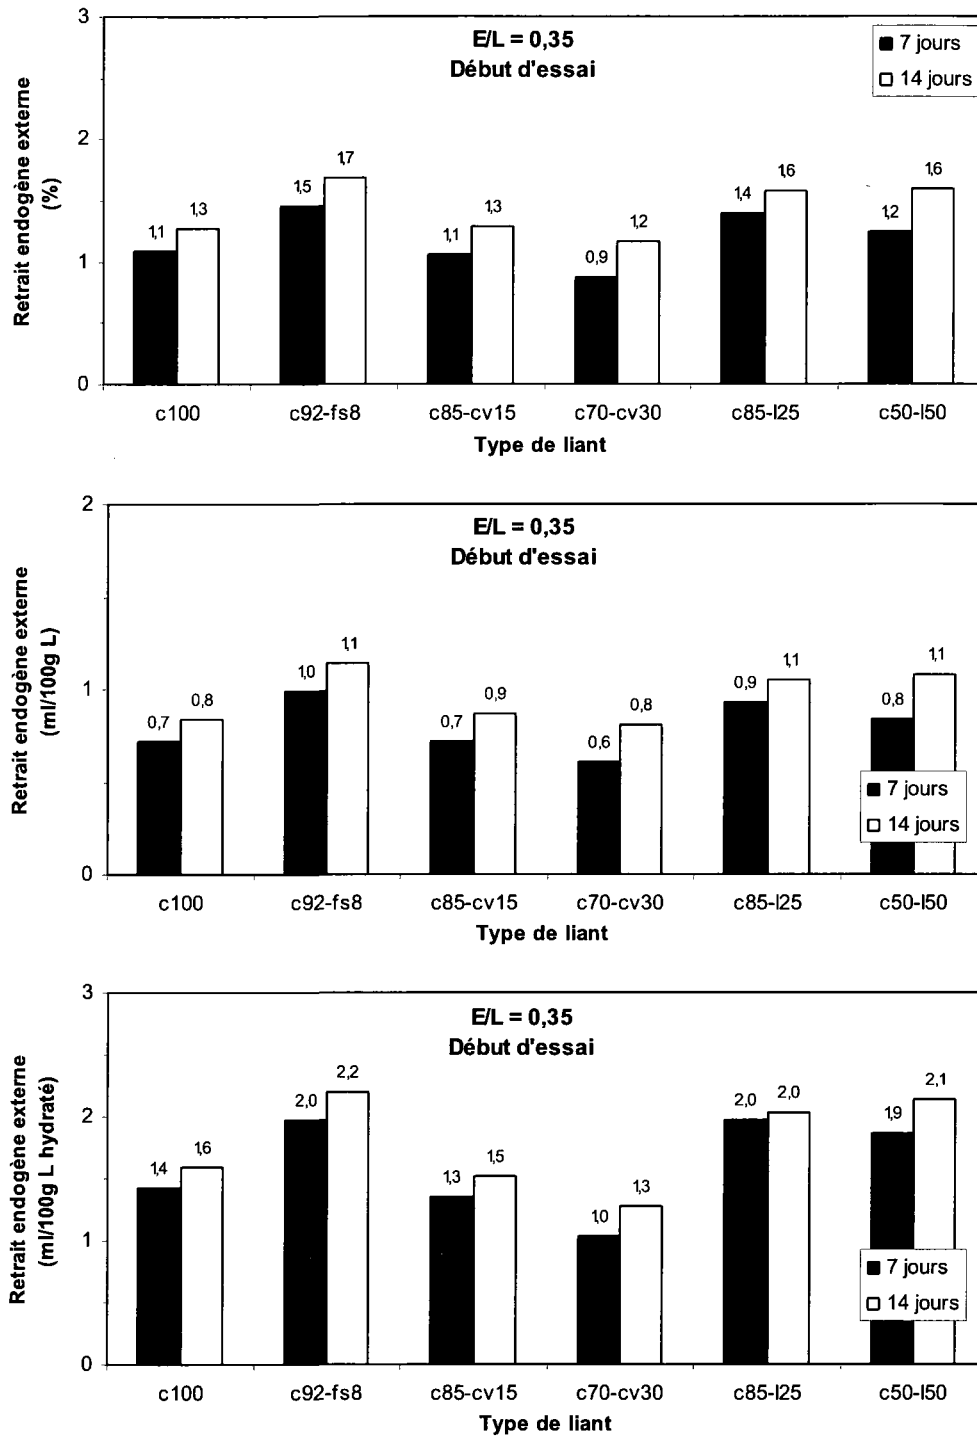 Retrait endogène externe
(%)
3
2
1
0
E/L = 0,35
Début d'essai
7 jours
14 jours
1,1
1,3
1,5
1,7
1,1
1,3
0,9
1,2
1,4
1,6
1,2
1,6
c100
c92-fs8
c85-cv15
c70-cv30
c85-l25
c50-l50
Type de liant
Retrait endogène externe
(ml/100g L)
2
1
0
E/L = 0,35
Début d'essai
0,7
0,8
1,0
1,1
0,7
0,9
0,6
0,8
0,9
1,1
0,8
1,1
7 jours
14 jours
c100
c92-fs8
c85-cv15
c70-cv30
c85-l25
c50-l50
Type de liant
Retrait endogène externe
(ml/100g L hydraté)
3
2
1
0
E/L = 0,35
Début d'essai
1,4
1,6
2,0
2,2
1,3
1,5
1,0
1,3
2,0
2,0
1,9
2,1
7 jours
14 jours
c100
c92-fs8
c85-cv15
c70-cv30
c85-l25
c50-l50
Type de liant